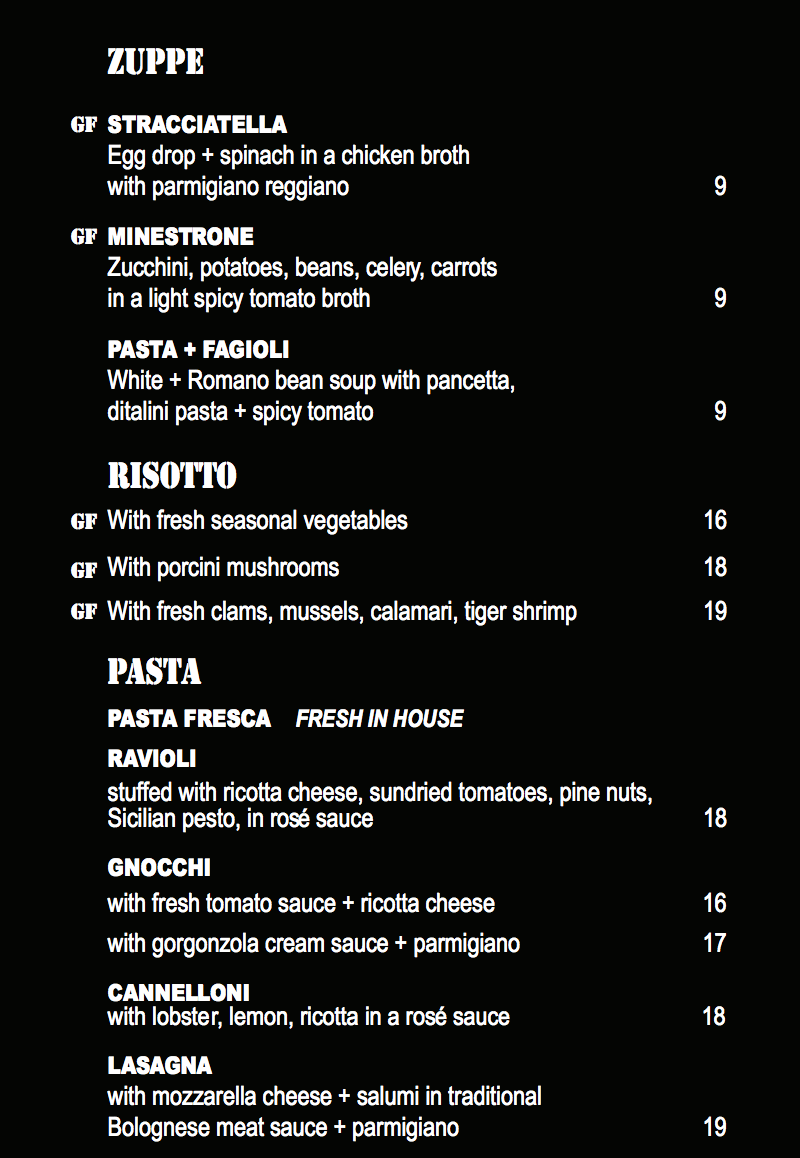 ZUPPE
GF STRACCIATELLA
Egg drop + spinach in a chicken broth
with parmigiano reggiano 9
GF MINESTRONE
Zucchini, potatoes, beans, celery, carrots
in a light spicy tomato broth 9
PASTA + FAGIOLI
White + Romano bean soup with pancetta,
ditalini pasta + spicy tomato 9
RISOTTO
GF With fresh seasonal vegetables 16
GF With porcini mushrooms 18
GF With fresh clams, mussels, calamari, tiger shrimp 19
PASTA
PASTA FRESCA FRESH IN HOUSE
RAVIOLI
stuffed with ricotta cheese, sundried tomatoes, pine nuts,
Sicilian pesto, in rosé sauce 18
GNOCCHI
with fresh tomato sauce + ricotta cheese 16
with gorgonzola cream sauce + parmigiano 17
CANNELLONI
with lobster, lemon, ricotta in a rosé sauce 18
LASAGNA
with mozzarella cheese + salumi in traditional
Bolognese meat sauce + parmigiano 19